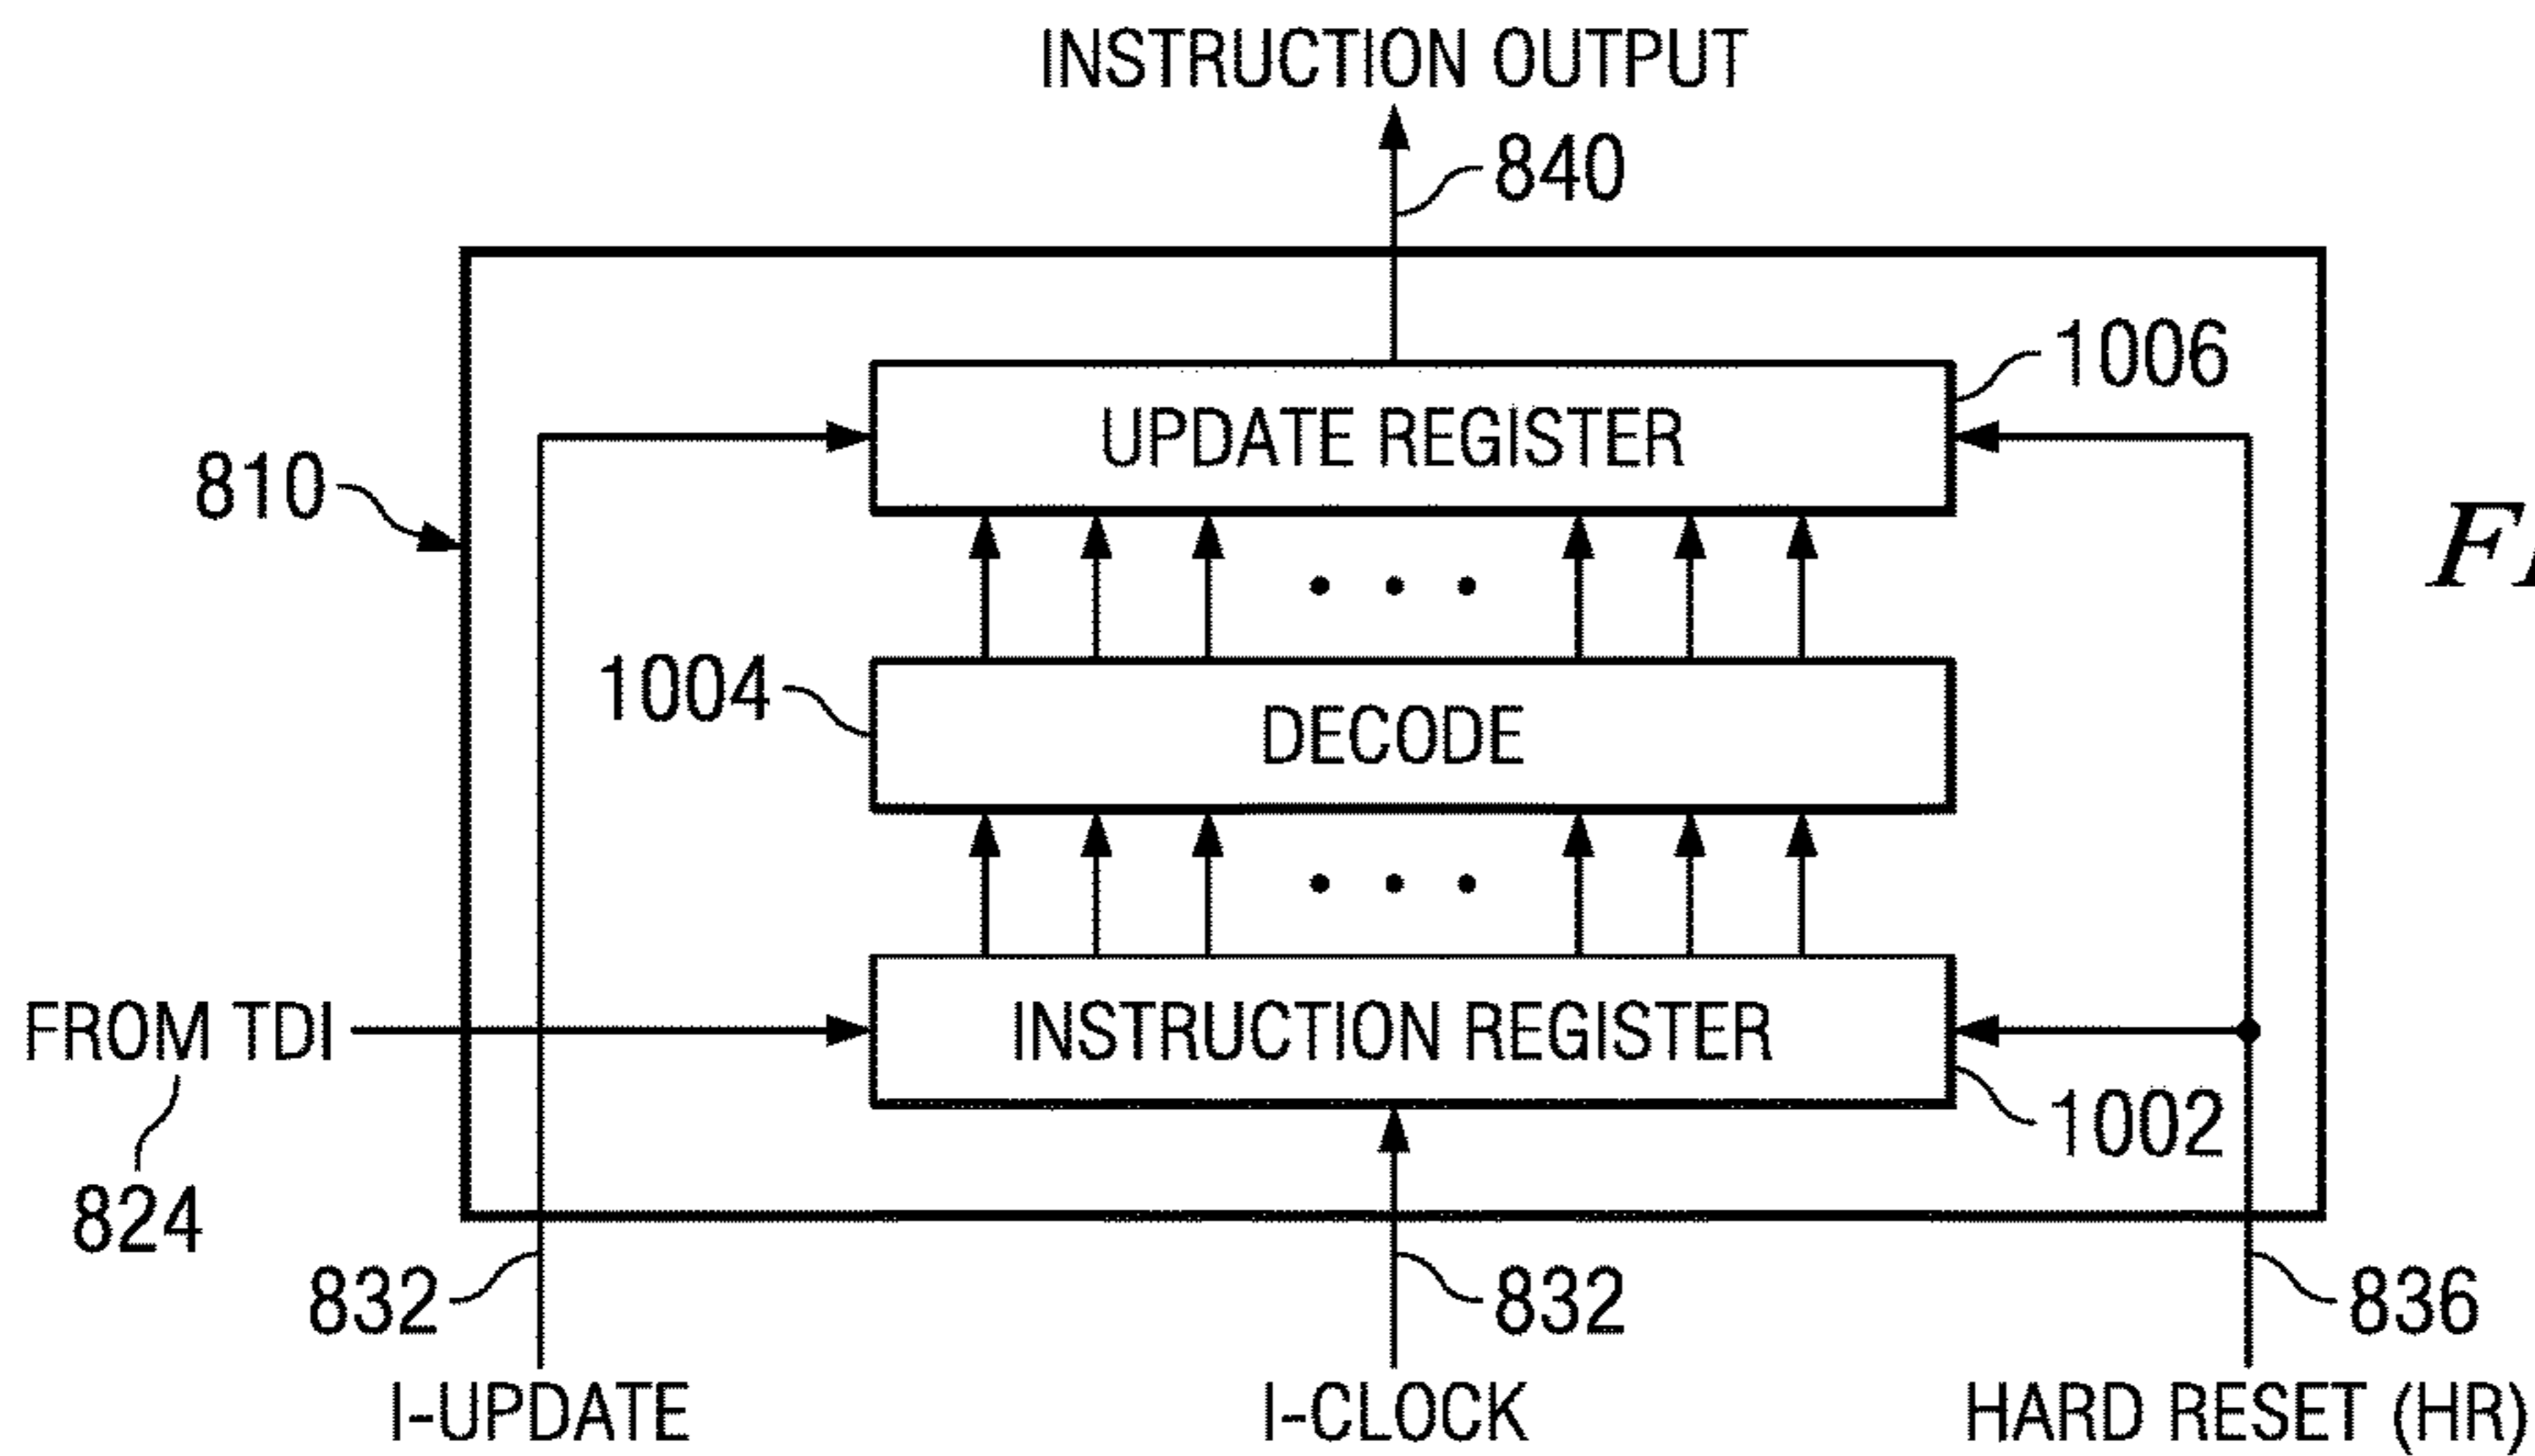 INSTRUCTION OUTPUT
840
1006
UPDATE REGISTER
810
1004
DECODE
FROM TDI
INSTRUCTION REGISTER
1002
824
832
832
836
I-UPDATE
I-CLOCK
HARD RESET (HR)